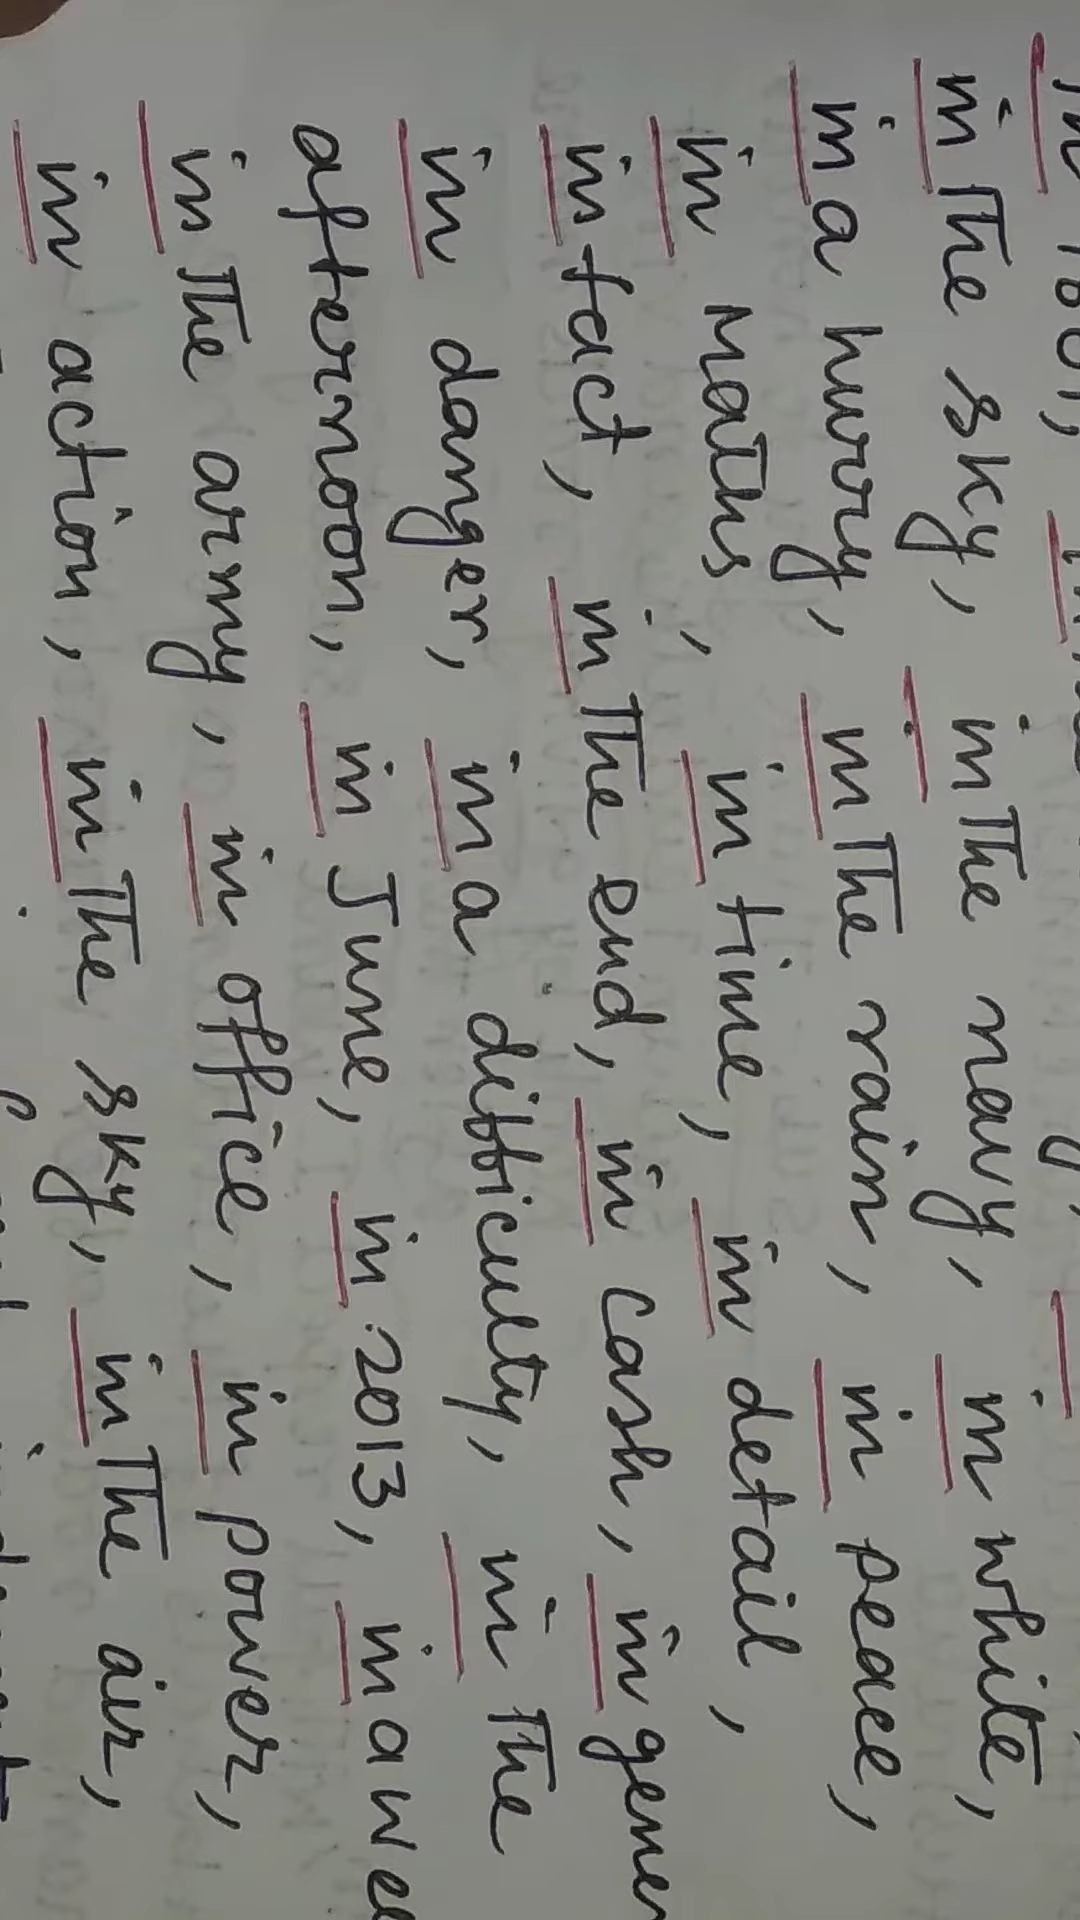 in the sky, in the navy, in white,
in a hurry, in the rain, in peace,
in maths, in time, in detail,
in fact, in the end, in cash, in gener
in danger, in a difficulty, in the
afternoon, in June, in 2013, in a wee
in the army, in office, in power,
in action, in the sky, in the air,